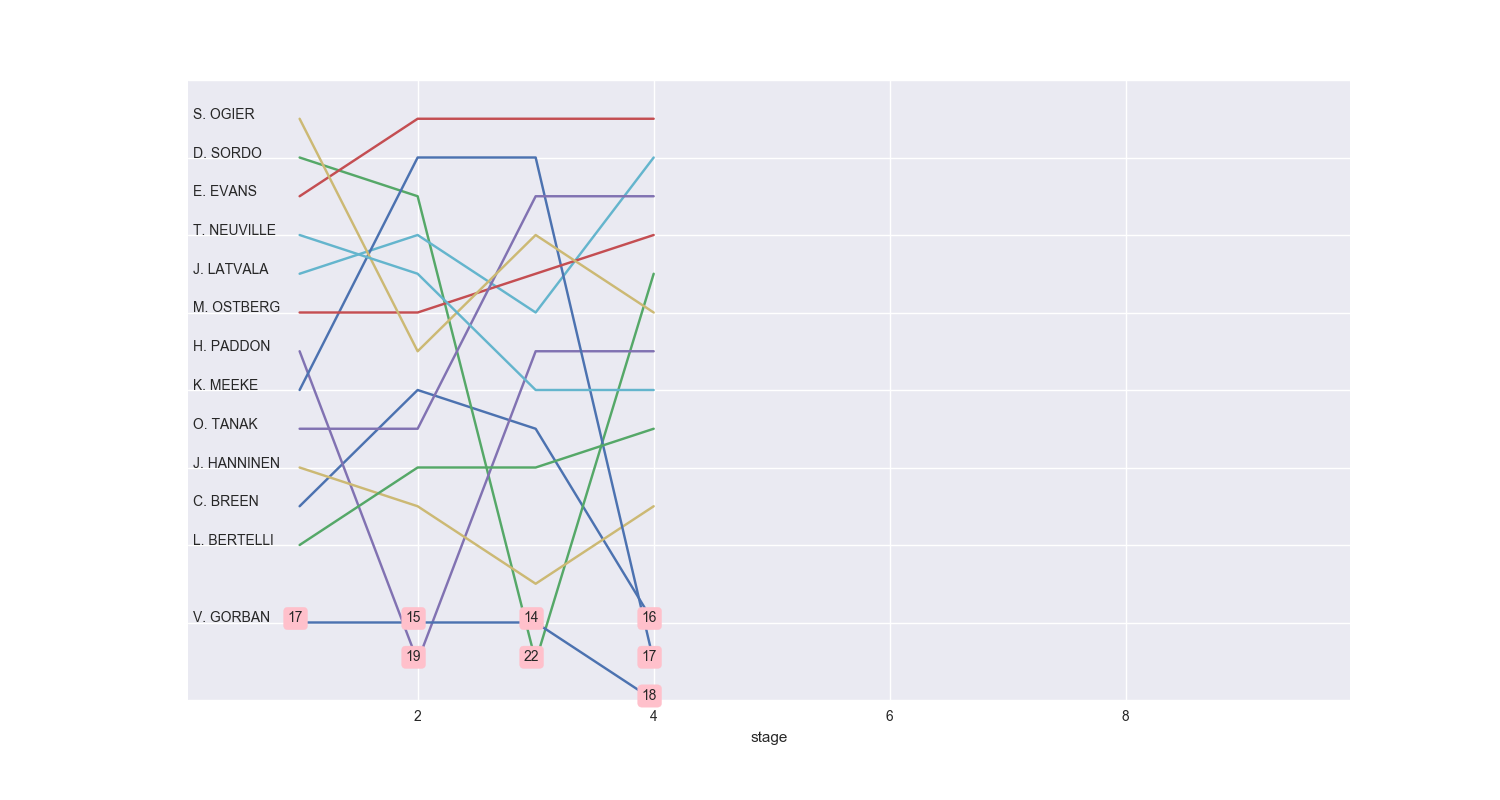 S. OGIER
D. SORDO
E. EVANS
T. NEUVILLE
J. LATVALA
M. OSTBERG
H. PADDON
K. MEEKE
O. TANAK
J. HANNINEN
C. BREEN
L. BERTELLI
V. GORBAN 17 15 14 16
19 22 17
18
2 4 6 8
stage